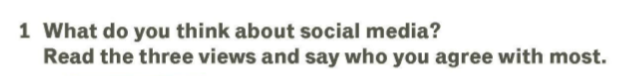 1 What do you think about social media?
Read the three views and say who you agree with most.